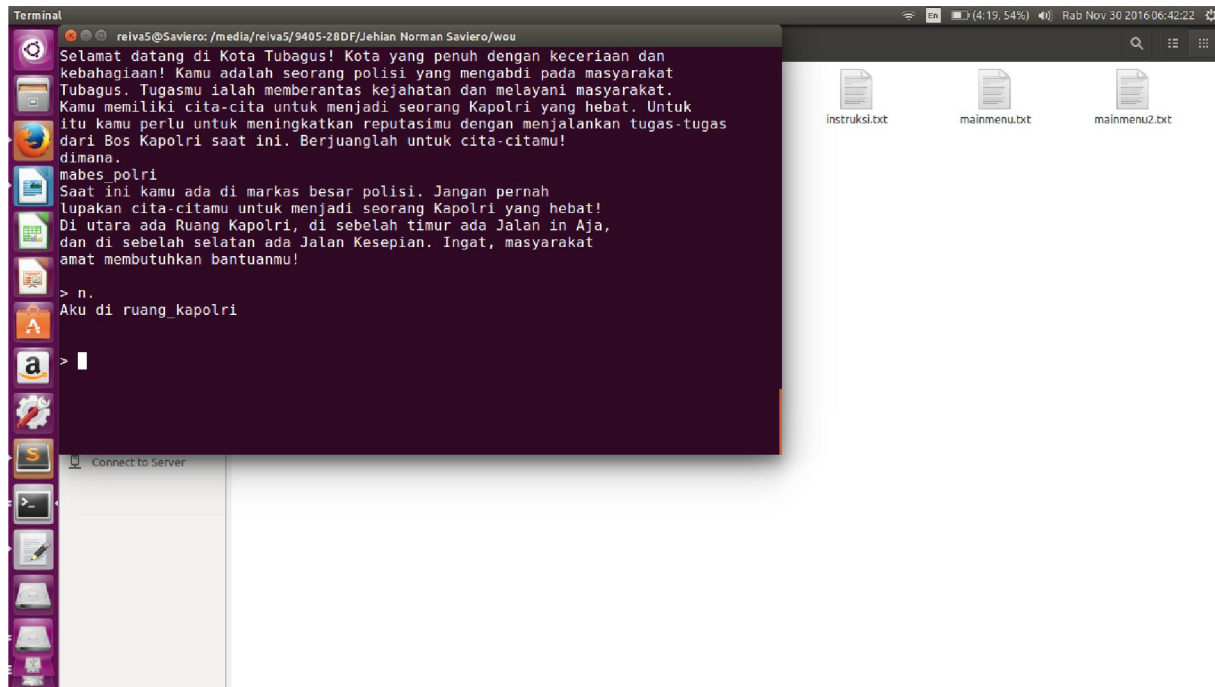 Terminal
En
(4:19, 54%)
Rab Nov 30 2016 06:42:22
reiva5@Saviero: /media/reiva5/9405-28DF/Jehian Norman Saviero/wou
Selamat datang di Kota Tubagus! Kota yang penuh dengan keceriaan dan
kebahagiaan! Kamu adalah seorang polisi yang mengabdi pada masyarakat
Tubagus. Tugasmu ialah memberantas kejahatan dan melayani masyarakat.
Kamu memiliki cita-cita untuk menjadi seorang Kapolri yang hebat. Untuk
itu kamu perlu untuk meningkatkan reputasimu dengan menjalankan tugas-tugas
dari Bos Kapolri saat ini. Berjuanglah untuk cita-citamu!
dimana.
mabes_polri
Saat ini kamu ada di markas besar polisi. Jangan pernah
lupakan cita-citamu untuk menjadi seorang Kapolri yang hebat!
Di utara ada Ruang Kapolri, di sebelah timur ada Jalan in Aja,
dan di sebelah selatan ada Jalan Kesepian. Ingat, masyarakat
amat membutuhkan bantuanmu!
> n.
Aku di ruang_kapolri
>
instruksi.txt
mainmenu.txt
mainmenu2.txt
Connect to Server